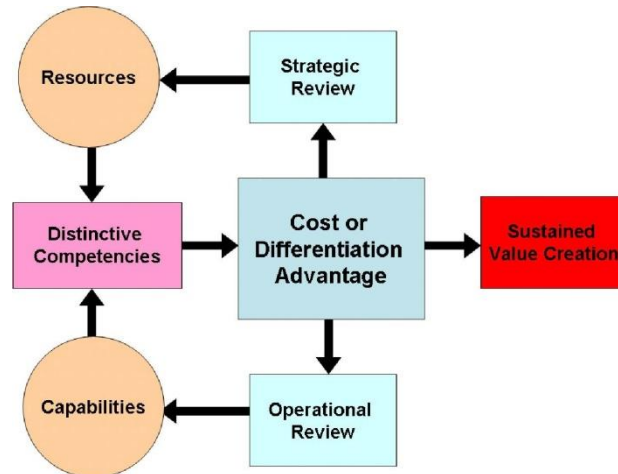 Resources
Strategic
Review
Distinctive
Competencies
Cost or
Differentiation
Advantage
Sustained
Value Creation
Capabilities
Operational
Review